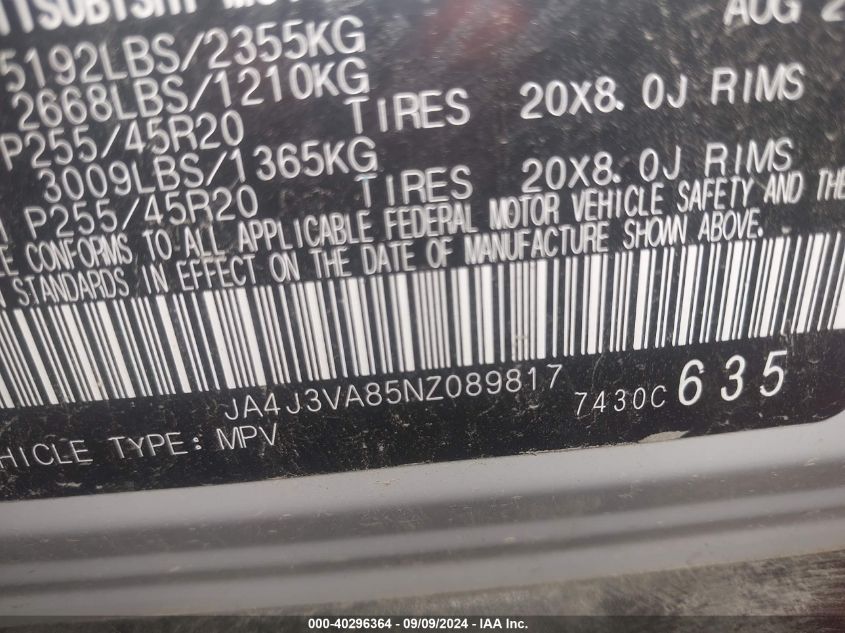 AUG 2
5192LBS/2355KG
2668LBS/1210KG
P255/45R20 TIRES 20X8.0J RIMS
3009LBS/1365KG
P255/45R20 TIRES 20X8.0J RIMS
CONFORMS TO ALL APPLICABLE FEDERAL MOTOR VEHICLE SAFETY AND THE
STANDARDS IN EFFECT ON THE DATE OF MANUFACTURE SHOWN ABOVE.
JA4J3VA85NZ089817 7430C 635
HICLE TYPE: MPV
000-40296364 - 09/09/2024 - IAA Inc.